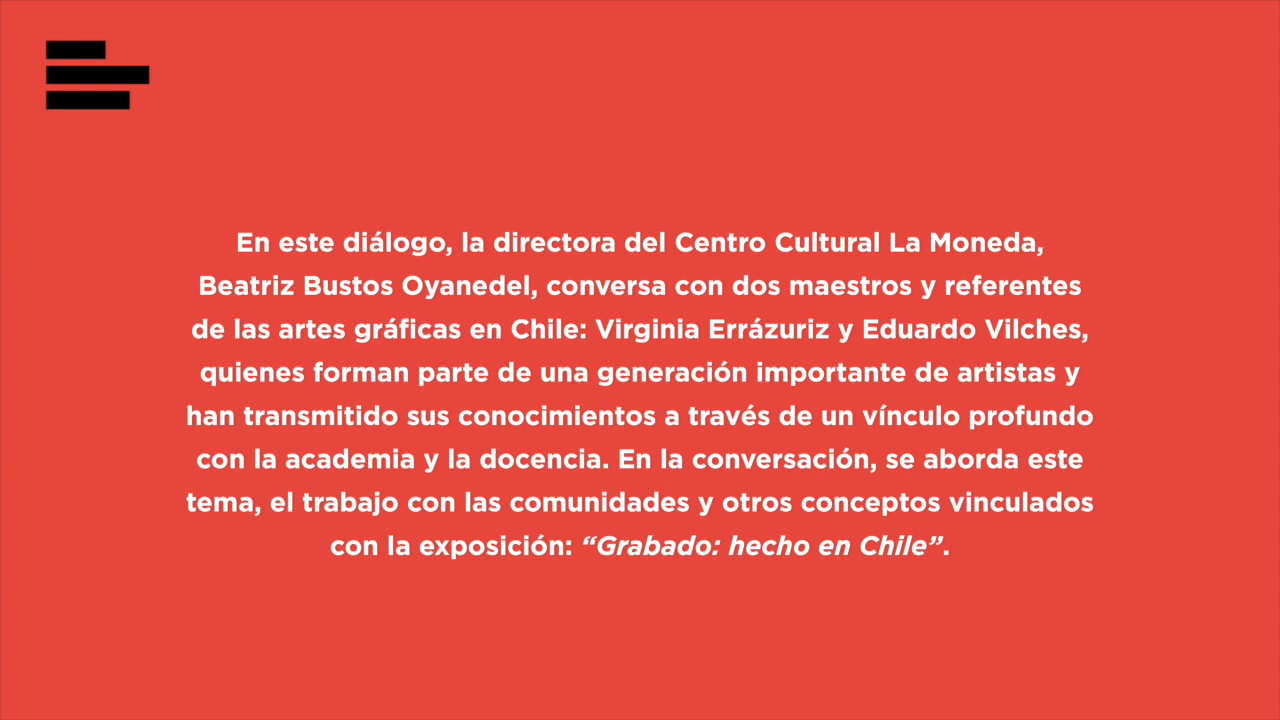 En este diálogo, la directora del Centro Cultural La Moneda,
Beatriz Bustos Oyanedel, conversa con dos maestros y referentes
de las artes gráficas en Chile: Virginia Errázuriz y Eduardo Vilches,
quienes forman parte de una generación importante de artistas y
han transmitido sus conocimientos a través de un vínculo profundo
con la academia y la docencia. En la conversación, se aborda este
tema, el trabajo con las comunidades y otros conceptos vinculados
con la exposición: “Grabado: hecho en Chile”.